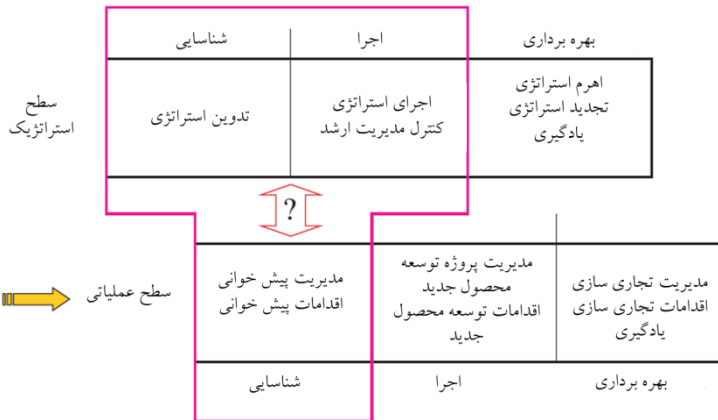 شناسایی
اجرا
بهره برداری
سطح
استراتژیک
تدوین استراتژی
اجرای استراتژی
کنترل مدیریت ارشد
اهرم استراتژی
تجدید استراتژی
یادگیری
?
سطح عملیاتی
مدیریت پیش خوانی
اقدامات پیش خوانی
مدیریت پروژه توسعه
محصول جدید
اقدامات توسعه محصول
جدید
مدیریت تجاری سازی
اقدامات تجاری سازی
یادگیری
شناسایی
اجرا
بهره برداری